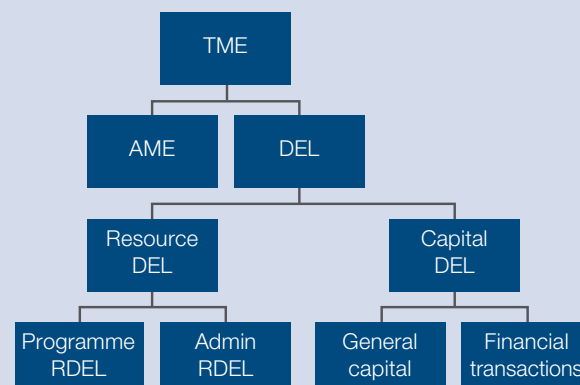 TME
AME
DEL
Resource
DEL
Capital
DEL
Programme
RDEL
Admin
RDEL
General
capital
Financial
transactions